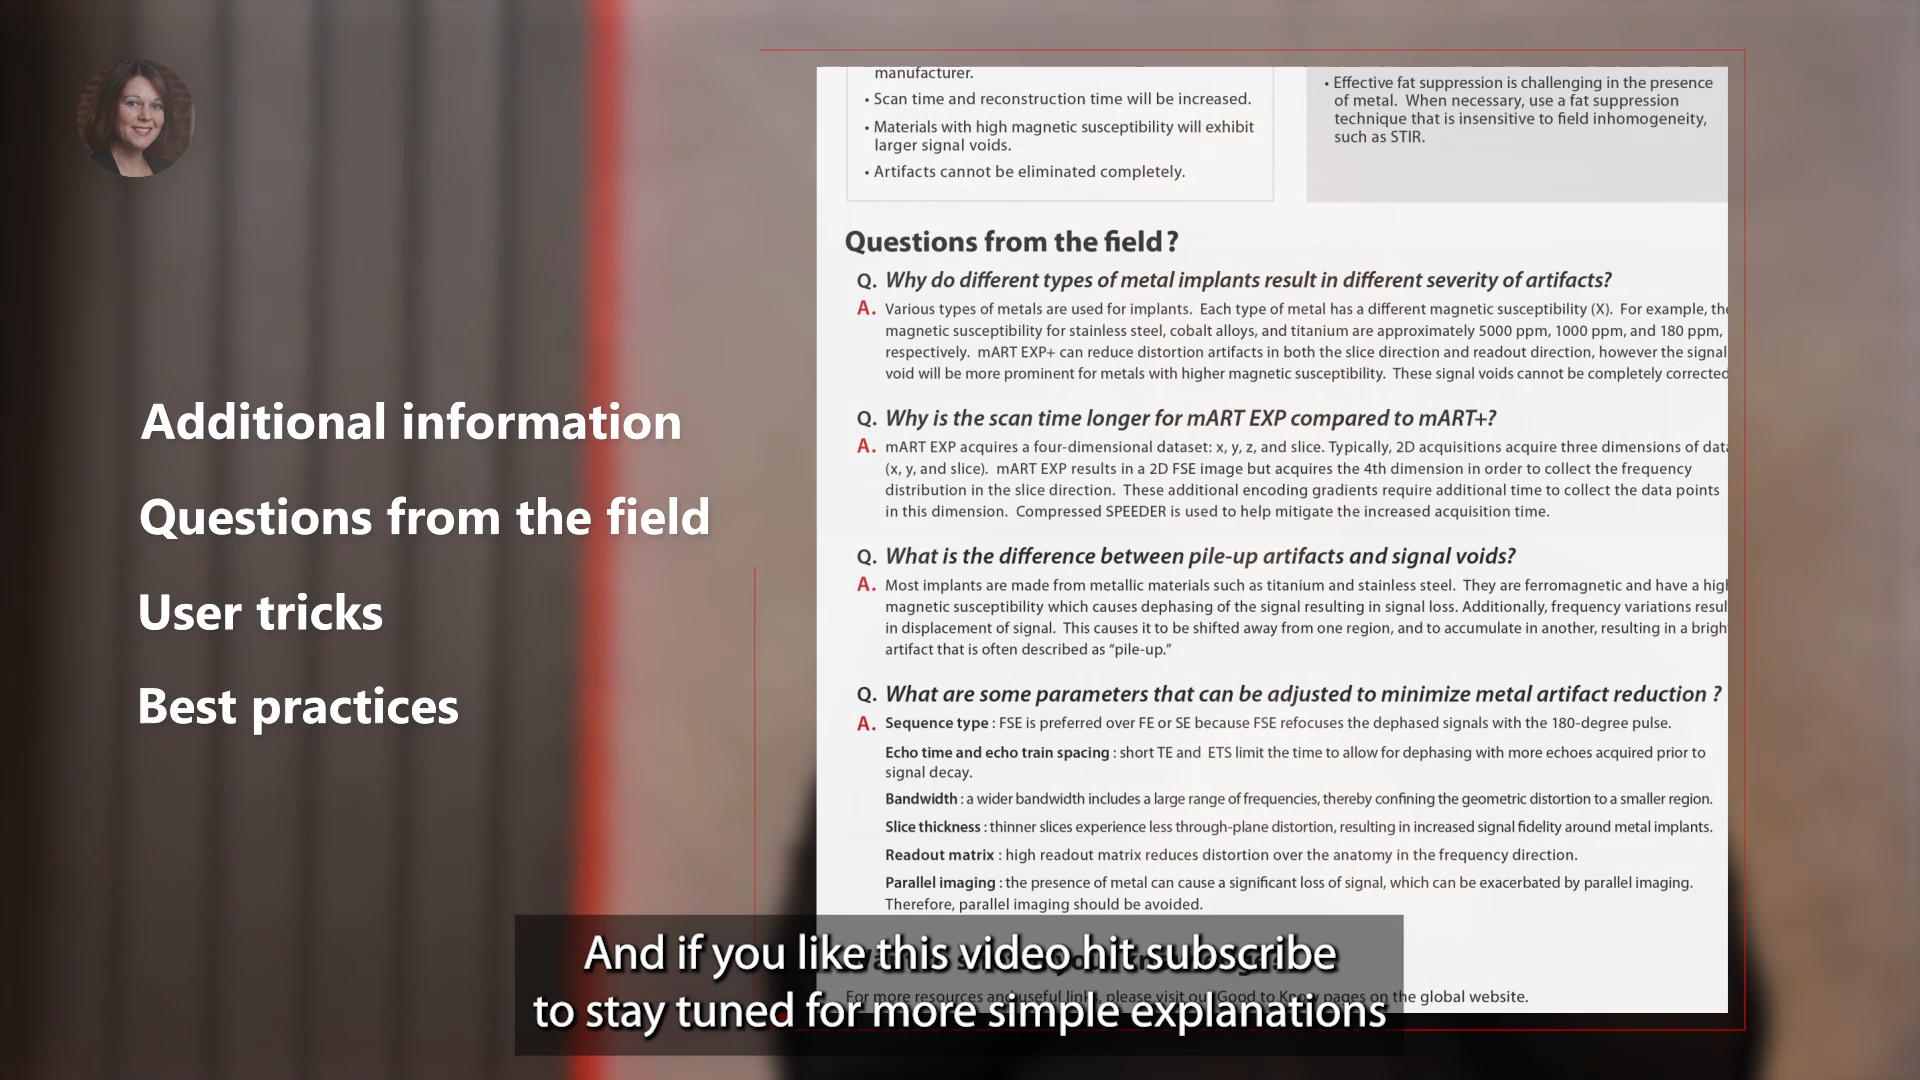 Additional information
Questions from the field
User tricks
Best practices
manufacturer.
• Scan time and reconstruction time will be increased.
• Materials with high magnetic susceptibility will exhibit
larger signal voids.
• Artifacts cannot be eliminated completely.
• Effective fat suppression is challenging in the presence
of metal. When necessary, use a fat suppression
technique that is insensitive to field inhomogeneity,
such as STIR.
Questions from the field ?
Q. Why do different types of metal implants result in different severity of artifacts?
A. Various types of metals are used for implants. Each type of metal has a different magnetic susceptibility (X). For example, the
magnetic susceptibility for stainless steel, cobalt alloys, and titanium are approximately 5000 ppm, 1000 ppm, and 180 ppm,
respectively. mART EXP+ can reduce distortion artifacts in both the slice direction and readout direction, however the signal
void will be more prominent for metals with higher magnetic susceptibility. These signal voids cannot be completely corrected
Q. Why is the scan time longer for mART EXP compared to mART+?
A. mART EXP acquires a four-dimensional dataset: x, y, z, and slice. Typically, 2D acquisitions acquire three dimensions of data
(x, y, and slice). mART EXP results in a 2D FSE image but acquires the 4th dimension in order to collect the frequency
distribution in the slice direction. These additional encoding gradients require additional time to collect the data points
in this dimension. Compressed SPEEDER is used to help mitigate the increased acquisition time.
Q. What is the difference between pile-up artifacts and signal voids?
A. Most implants are made from metallic materials such as titanium and stainless steel. They are ferromagnetic and have a high
magnetic susceptibility which causes dephasing of the signal resulting in signal loss. Additionally, frequency variations resul
in displacement of signal. This causes it to be shifted away from one region, and to accumulate in another, resulting in a brigh
artifact that is often described as “pile-up.”
Q. What are some parameters that can be adjusted to minimize metal artifact reduction ?
A. Sequence type : FSE is preferred over FE or SE because FSE refocuses the dephased signals with the 180-degree pulse.
Echo time and echo train spacing : short TE and ETS limit the time to allow for dephasing with more echoes acquired prior to
signal decay.
Bandwidth : a wider bandwidth includes a large range of frequencies, thereby confining the geometric distortion to a smaller region.
Slice thickness : thinner slices experience less through-plane distortion, resulting in increased signal fidelity around metal implants.
Readout matrix : high readout matrix reduces distortion over the anatomy in the frequency direction.
Parallel imaging : the presence of metal can cause a significant loss of signal, which can be exacerbated by parallel imaging.
Therefore, parallel imaging should be avoided.
For more resources and useful links, please visit our Good to Know pages on the global website.
And if you like this video hit subscribe
to stay tuned for more simple explanations